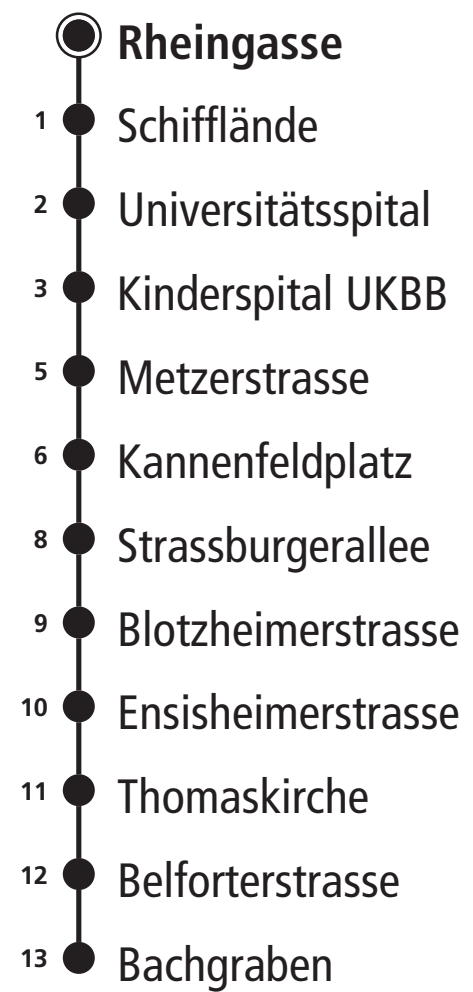 Rheingasse
1 Schifflände
2 Universitätsspital
3 Kinderspital UKBB
5 Metzerstrasse
6 Kannenfeldplatz
8 Strassburgerallee
9 Blotzheimerstrasse
10 Ensisheimerstrasse
11 Thomaskirche
12 Belforterstrasse
13 Bachgraben